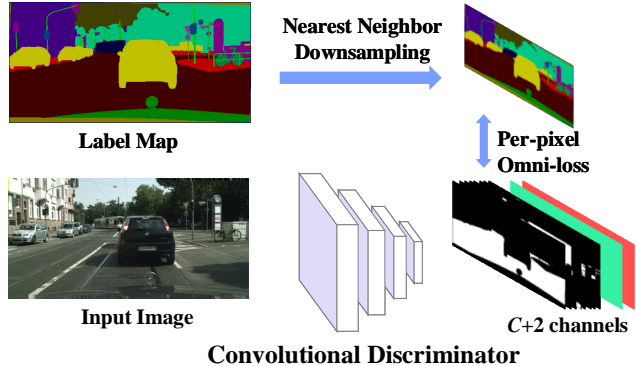 Nearest Neighbor
Downsampling
Label Map
Per-pixel
Omni-loss
Input Image
C+2 channels
Convolutional Discriminator